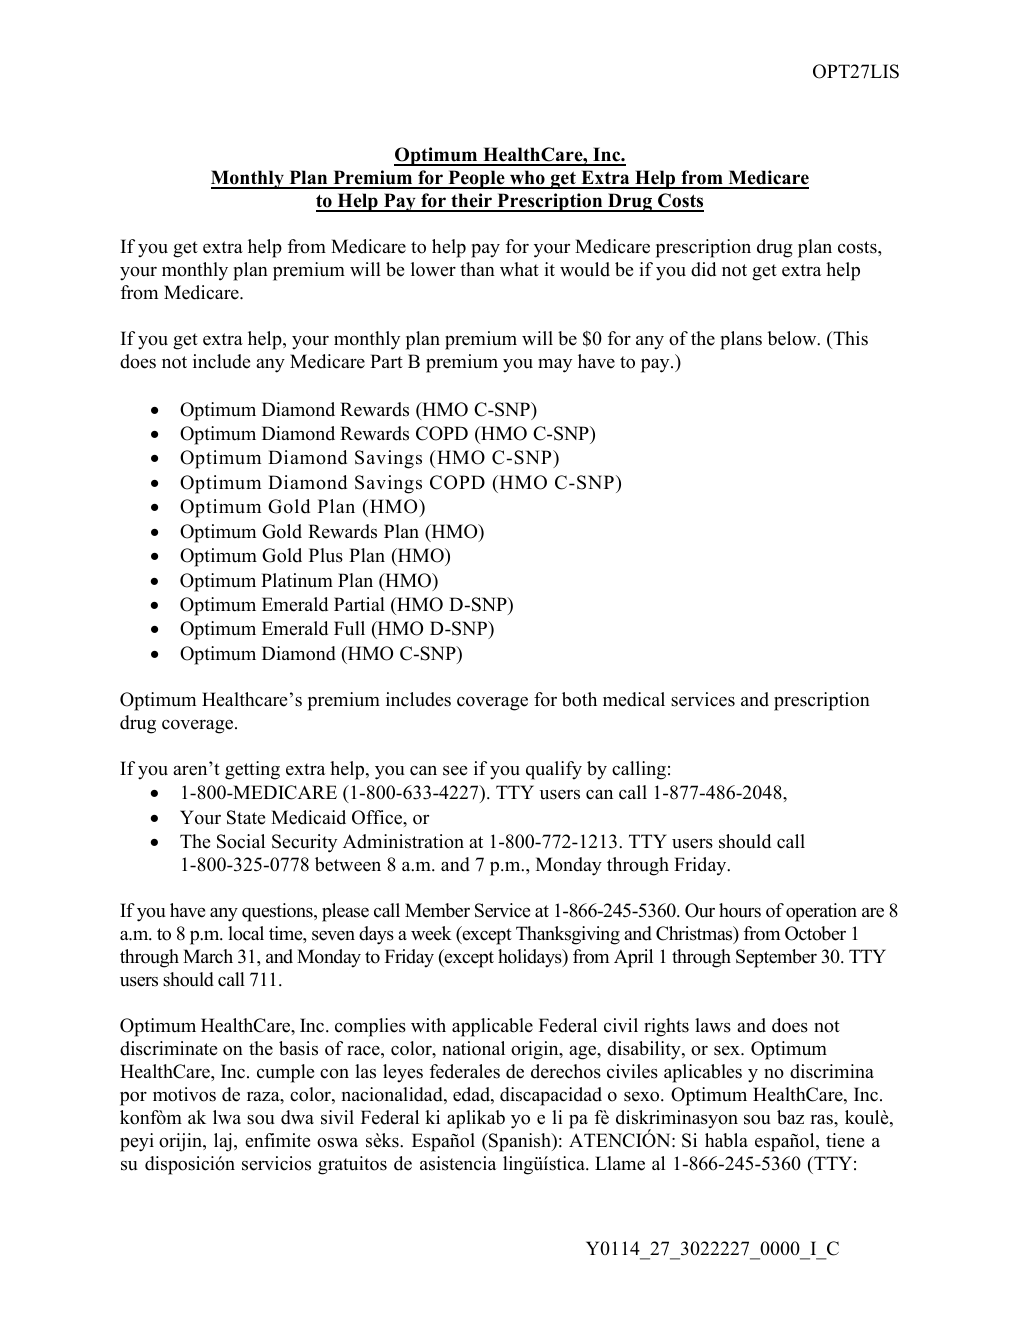 OPT27LIS
Optimum HealthCare, Inc.
Monthly Plan Premium for People who get Extra Help from Medicare
to Help Pay for their Prescription Drug Costs
If you get extra help from Medicare to help pay for your Medicare prescription drug plan costs,
your monthly plan premium will be lower than what it would be if you did not get extra help
from Medicare.
If you get extra help, your monthly plan premium will be $0 for any of the plans below. (This
does not include any Medicare Part B premium you may have to pay.)
• Optimum Diamond Rewards (HMO C-SNP)
• Optimum Diamond Rewards COPD (HMO C-SNP)
• Optimum Diamond Savings (HMO C-SNP)
• Optimum Diamond Savings COPD (HMO C-SNP)
• Optimum Gold Plan (HMO)
• Optimum Gold Rewards Plan (HMO)
• Optimum Gold Plus Plan (HMO)
• Optimum Platinum Plan (HMO)
• Optimum Emerald Partial (HMO D-SNP)
• Optimum Emerald Full (HMO D-SNP)
• Optimum Diamond (HMO C-SNP)
Optimum Healthcare’s premium includes coverage for both medical services and prescription
drug coverage.
If you aren’t getting extra help, you can see if you qualify by calling:
• 1-800-MEDICARE (1-800-633-4227). TTY users can call 1-877-486-2048,
• Your State Medicaid Office, or
• The Social Security Administration at 1-800-772-1213. TTY users should call
1-800-325-0778 between 8 a.m. and 7 p.m., Monday through Friday.
If you have any questions, please call Member Service at 1-866-245-5360. Our hours of operation are 8
a.m. to 8 p.m. local time, seven days a week (except Thanksgiving and Christmas) from October 1
through March 31, and Monday to Friday (except holidays) from April 1 through September 30. TTY
users should call 711.
Optimum HealthCare, Inc. complies with applicable Federal civil rights laws and does not
discriminate on the basis of race, color, national origin, age, disability, or sex. Optimum
HealthCare, Inc. cumple con las leyes federales de derechos civiles aplicables y no discrimina
por motivos de raza, color, nacionalidad, edad, discapacidad o sexo. Optimum HealthCare, Inc.
konfòm ak lwa sou dwa sivil Federal ki aplikab yo e li pa fè diskriminasyon sou baz ras, koulè,
peyi orijin, laj, enfimite oswa sèks. Español (Spanish): ATENCIÓN: Si habla español, tiene a
su disposición servicios gratuitos de asistencia lingüística. Llame al 1-866-245-5360 (TTY:
Y0114_27_3022227_0000_I_C